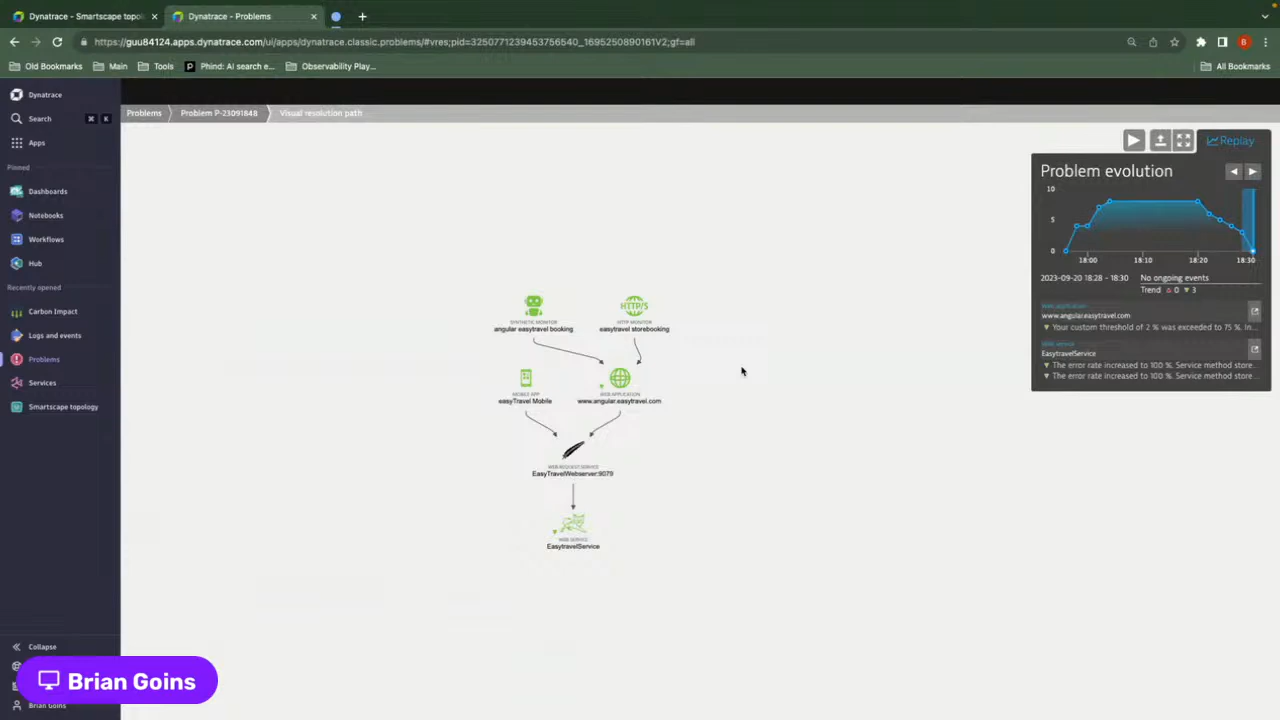 Dynatrace - Smartscape topol
Dynatrace - Problems
https://guu84124.apps.dynatrace.com/ui/apps/dynatrace.classic.problems/#vres;pid=3250771239453756540_1695250890161V2;gf=all
B
Old Bookmarks
Main
Tools
Phind: AI search e...
Observability Play...
All Bookmarks
Dynatrace
Search
⌘
K
Apps
Pinned
Dashboards
Notebooks
Workflows
Hub
Recently opened
Carbon Impact
Logs and events
Problems
Services
Smartscape topology
Collapse
Brian Goins
Brian Goins
Problems
Problem P-23091848
Visual resolution path
Replay
Problem evolution
10
5
0
18:00
18:10
18:20
18:30
2023-09-20 18:28 - 18:30
No ongoing events
Trend 0 3
Web application
www.angular.easytravel.com
Your custom threshold of 2 % was exceeded to 75 %. In...
Web service
EasytravelService
The error rate increased to 100 %. Service method store...
The error rate increased to 100 %. Service method store...
SYNTHETIC MONITOR
angular easytravel booking
HTTP/S
HTTP MONITOR
easytravel storebooking
MOBILE APP
easyTravel Mobile
WEB APPLICATION
www.angular.easytravel.com
WEB REQUEST SERVICE
EasyTravelWebserver:9079
WEB SERVICE
EasytravelService